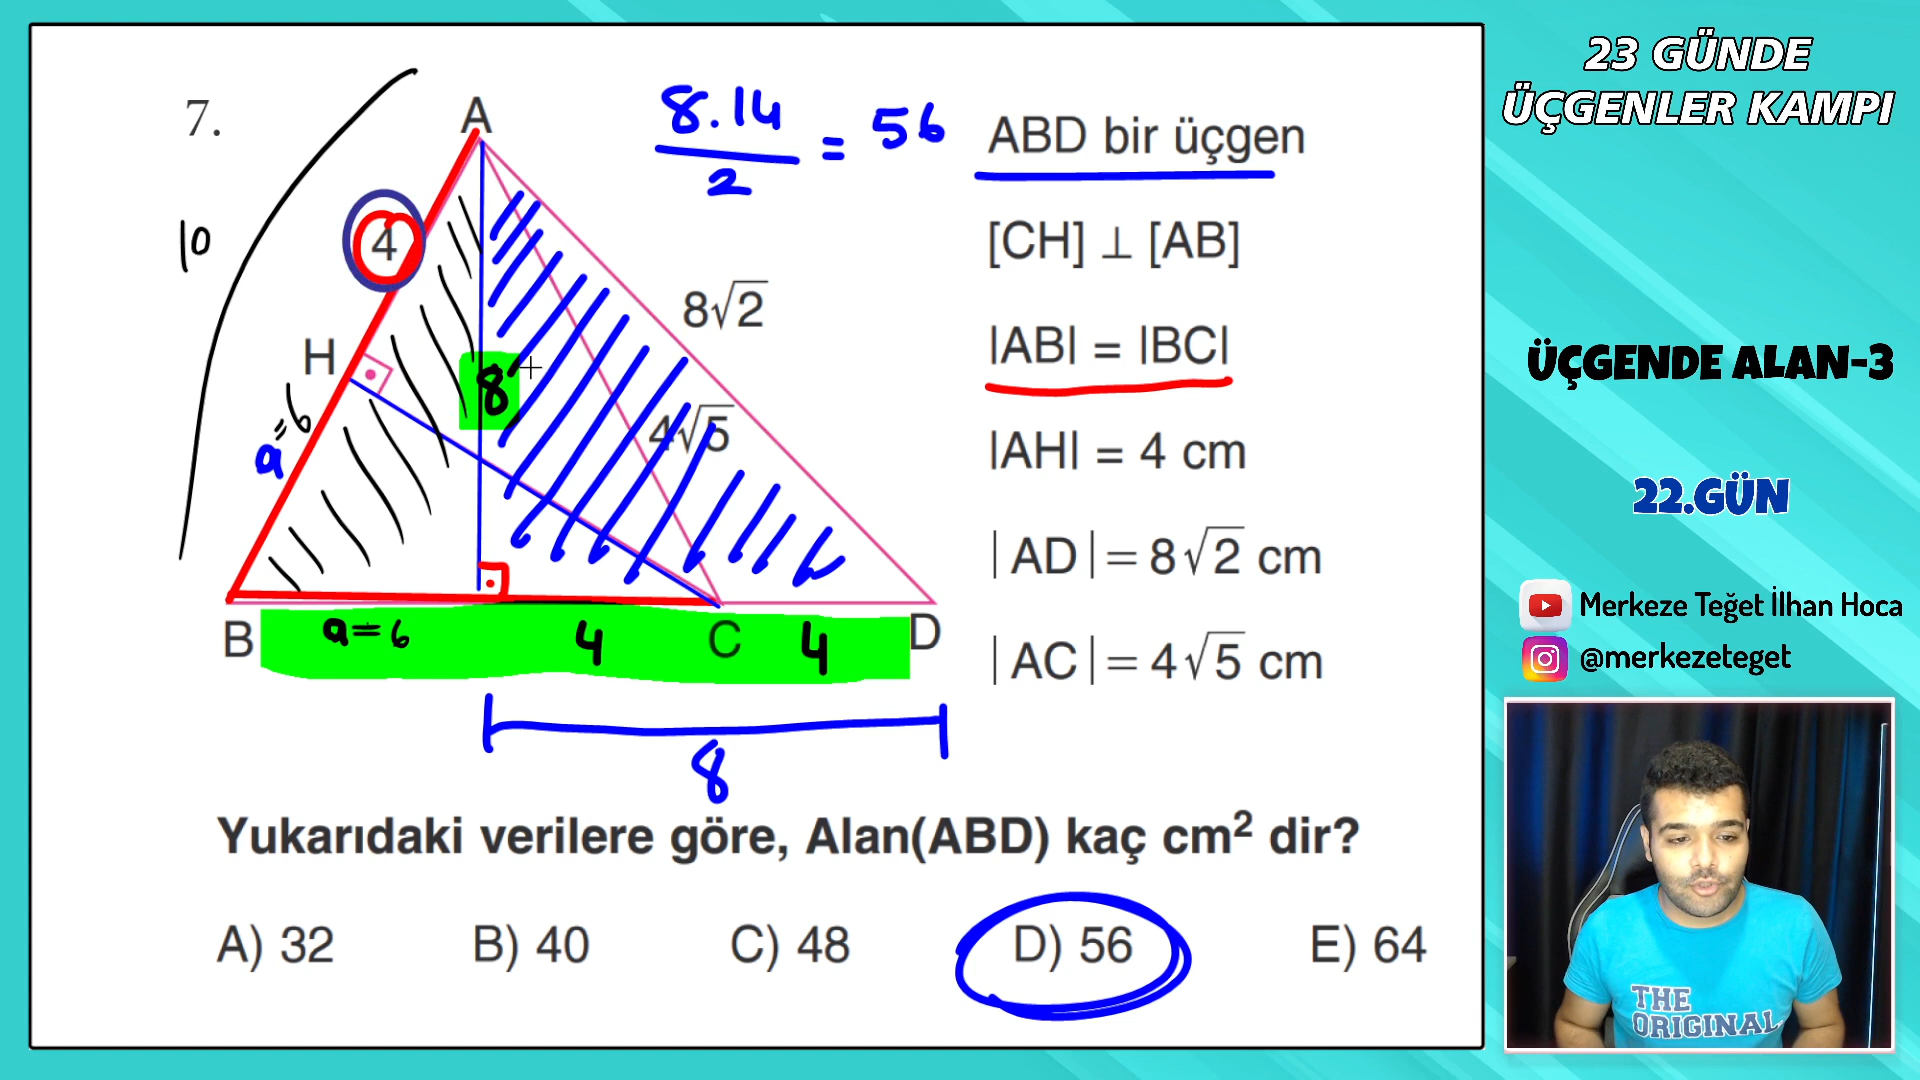 23 GÜNDE
ÜÇGENLER KAMPI
7.
A
8.14
2
= 56
ABD bir üçgen
10
4
[CH] ⊥ [AB]
8√2
|AB| = |BC|
H
8
4√5
a=6
|AH| = 4 cm
|AD| = 8√2 cm
B
a=6
4
C
4
D
|AC| = 4√5 cm
8
Yukarıdaki verilere göre, Alan(ABD) kaç cm² dir?
A) 32 B) 40 C) 48 D) 56 E) 64
ÜÇGENDE ALAN-3
22.GÜN
Merkeze Teğet İlhan Hoca
@merkezeteget
THE
ORIGINAL